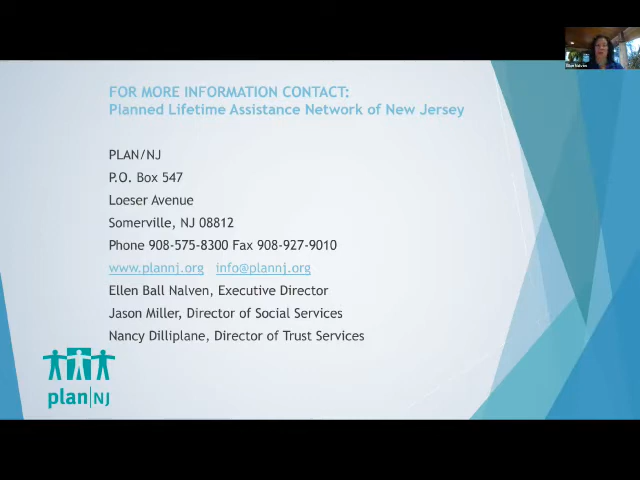 FOR MORE INFORMATION CONTACT:
Planned Lifetime Assistance Network of New Jersey
PLAN/NJ
P.O. Box 547
Loeser Avenue
Somerville, NJ 08812
Phone 908-575-8300 Fax 908-927-9010
www.plannj.org info@plannj.org
Ellen Ball Nalven, Executive Director
Jason Miller, Director of Social Services
Nancy Dilliplane, Director of Trust Services
plan|NJ